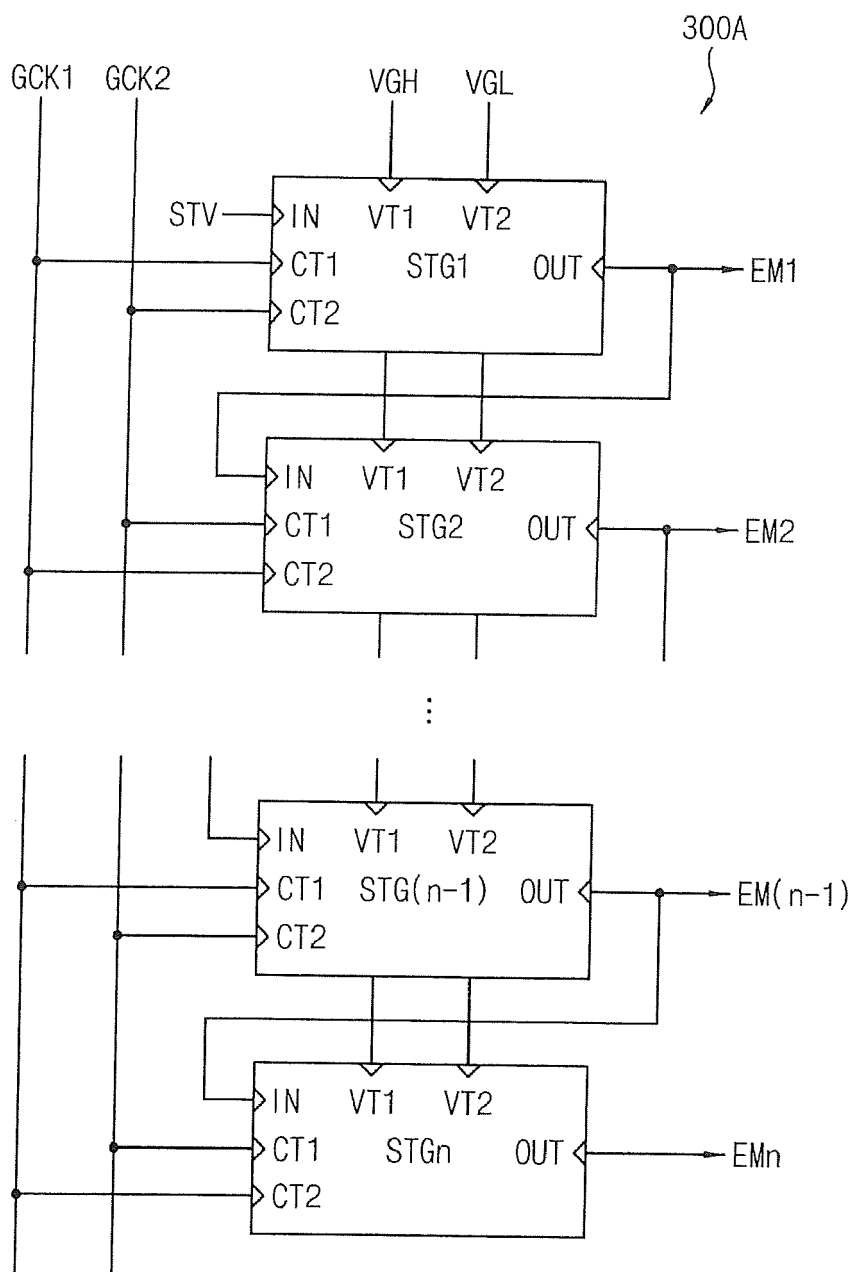 300A
GCK1 GCK2 VGH VGL
STV IN VT1 VT2
CT1 STG1 OUT EM1
CT2
IN VT1 VT2
CT1 STG2 OUT EM2
CT2
⋮
IN VT1 VT2
CT1 STG(n-1) OUT EM(n-1)
CT2
IN VT1 VT2
CT1 STGn OUT EMn
CT2